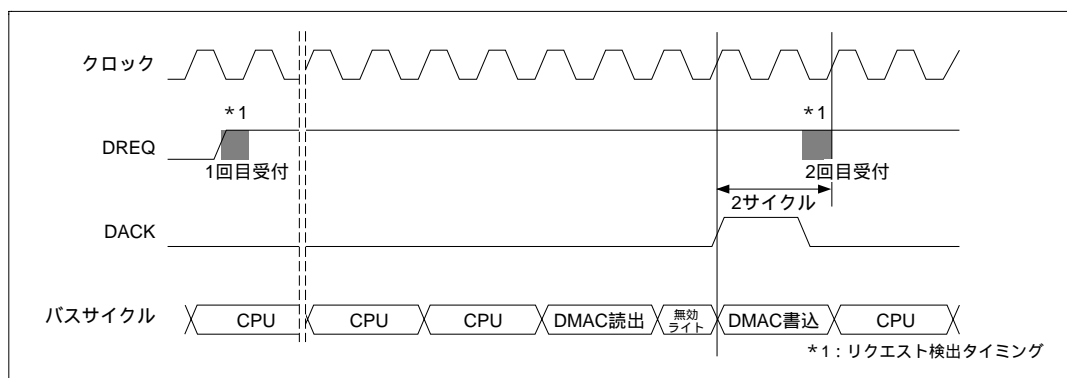 クロック
*1
*1
DREQ
1回目受付
2回目受付
2サイクル
DACK
バスサイクル
CPU
CPU
CPU
DMAC読出
無効
ライト
DMAC書込
CPU
*1：リクエスト検出タイミング